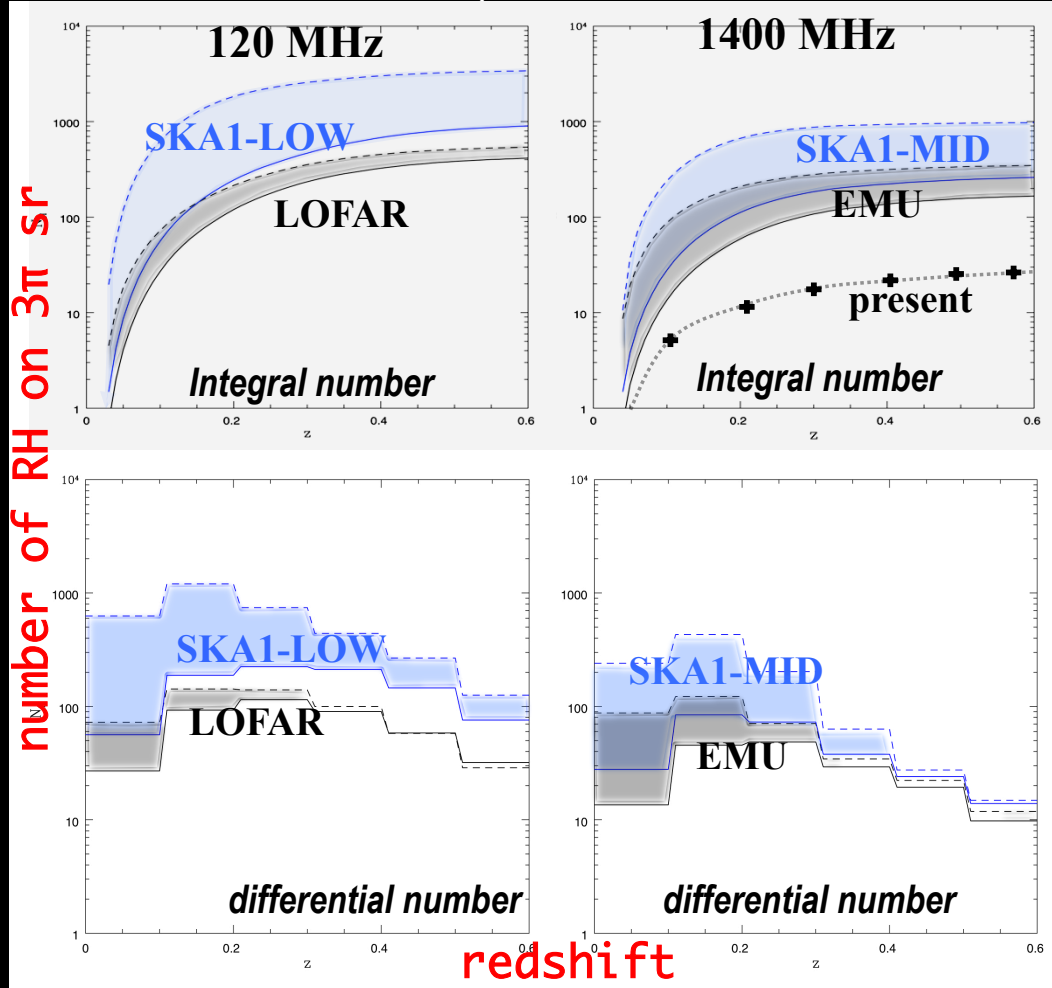 120 MHz
1400 MHz
10⁴
1000
100
10
1
0
0.2
0.4
0.6
z
SKA1-LOW
LOFAR
Integral number
10⁴
1000
100
10
1
0
0.2
0.4
0.6
z
SKA1-MID
EMU
present
Integral number
number of RH on 3π sr
10⁴
1000
100
10
1
0
0.2
0.4
0.6
z
N
SKA1-LOW
LOFAR
differential number
10⁴
1000
100
10
1
0
0.2
0.4
0.6
z
SKA1-MID
EMU
differential number
redshift